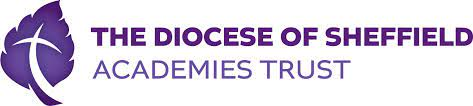 THE DIOCESE OF SHEFFIELD
ACADEMIES TRUST